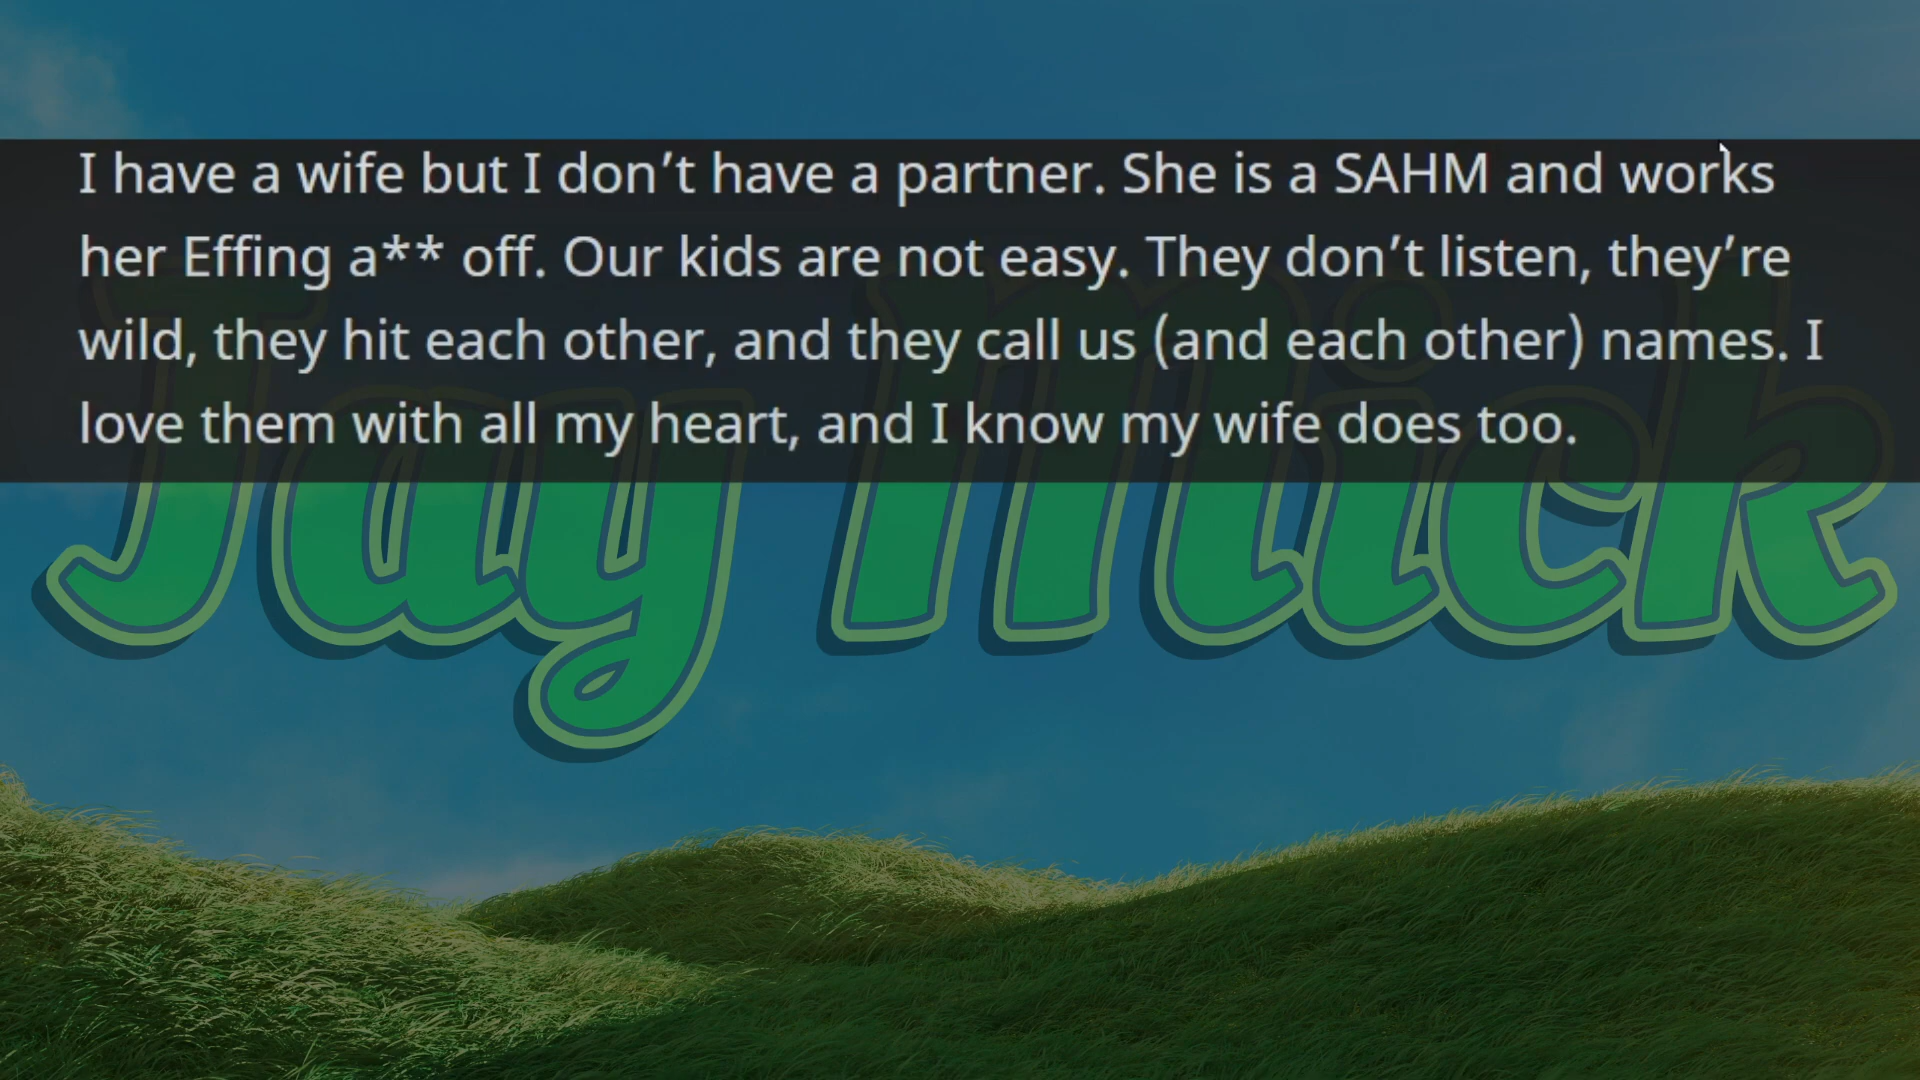 I have a wife but I don’t have a partner. She is a SAHM and works
her Effing a** off. Our kids are not easy. They don’t listen, they’re
wild, they hit each other, and they call us (and each other) names. I
love them with all my heart, and I know my wife does too.
Jay Mick